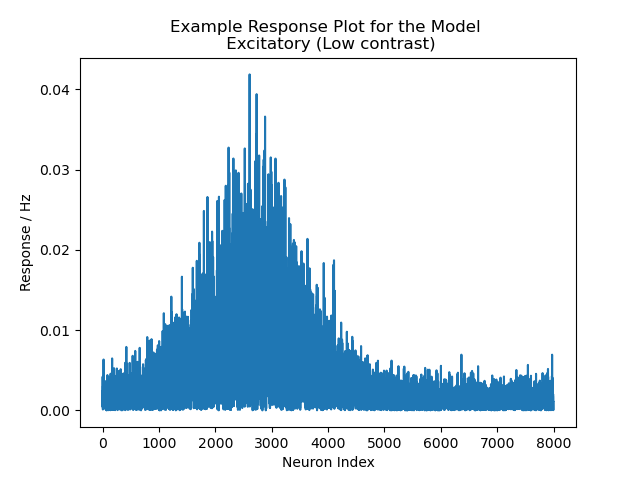 Example Response Plot for the Model
Excitatory (Low contrast)
0.04
0.03
0.02
0.01
0.00
Response / Hz
0 1000 2000 3000 4000 5000 6000 7000 8000
Neuron Index